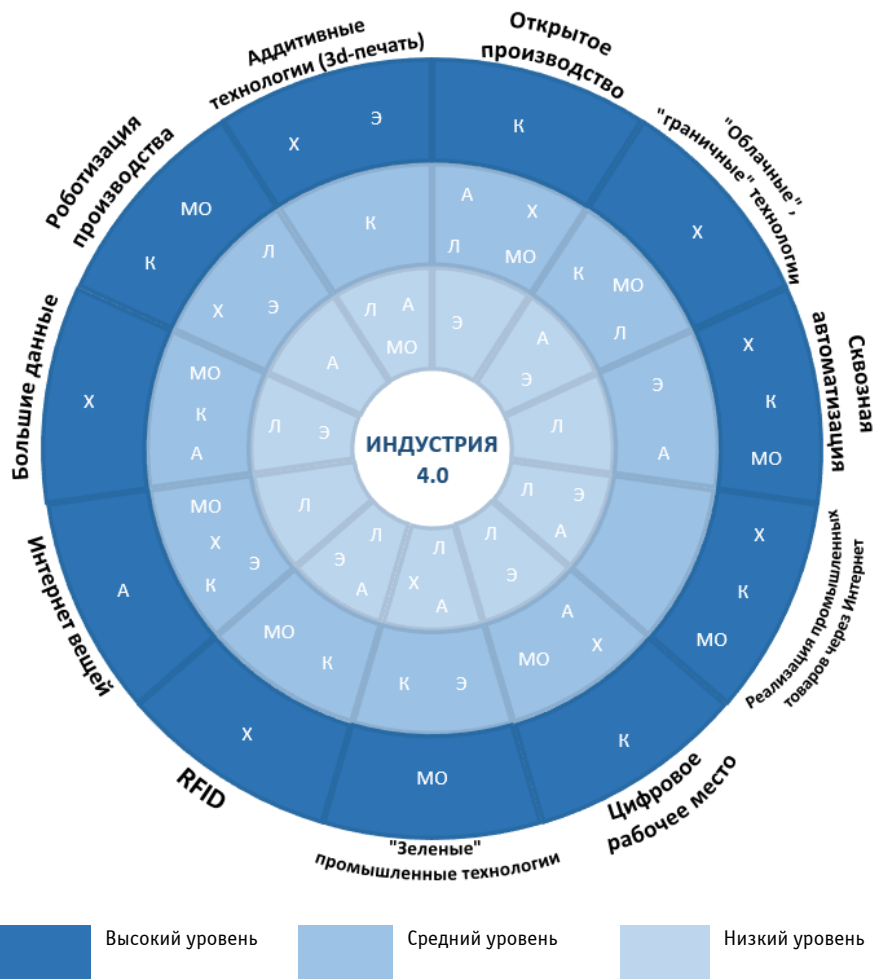 Открытое
производство
К
А
Х
Л
МО
Э
"Облачные",
"граничные" технологии
Х
К
МО
Л
А
Э
Сквозная
автоматизация
Х
К
МО
Э
А
Л
Реализация промышленных
товаров через Интернет
Х
К
МО
Л
Э
А
Цифровое
рабочее место
К
А
Х
МО
Л
Э
"Зеленые"
промышленные технологии
МО
К
Э
Л
Х
А
RFID
Х
МО
К
Л
Э
А
Интернет вещей
А
МО
Х
Э
К
Л
Большие данные
Х
МО
К
А
Л
Э
Роботизация
производства
МО
К
Л
Х
Э
А
Аддитивные
технологии (3d-печать)
Э
Х
К
Л
А
МО
ИНДУСТРИЯ
4.0
Высокий уровень
Средний уровень
Низкий уровень